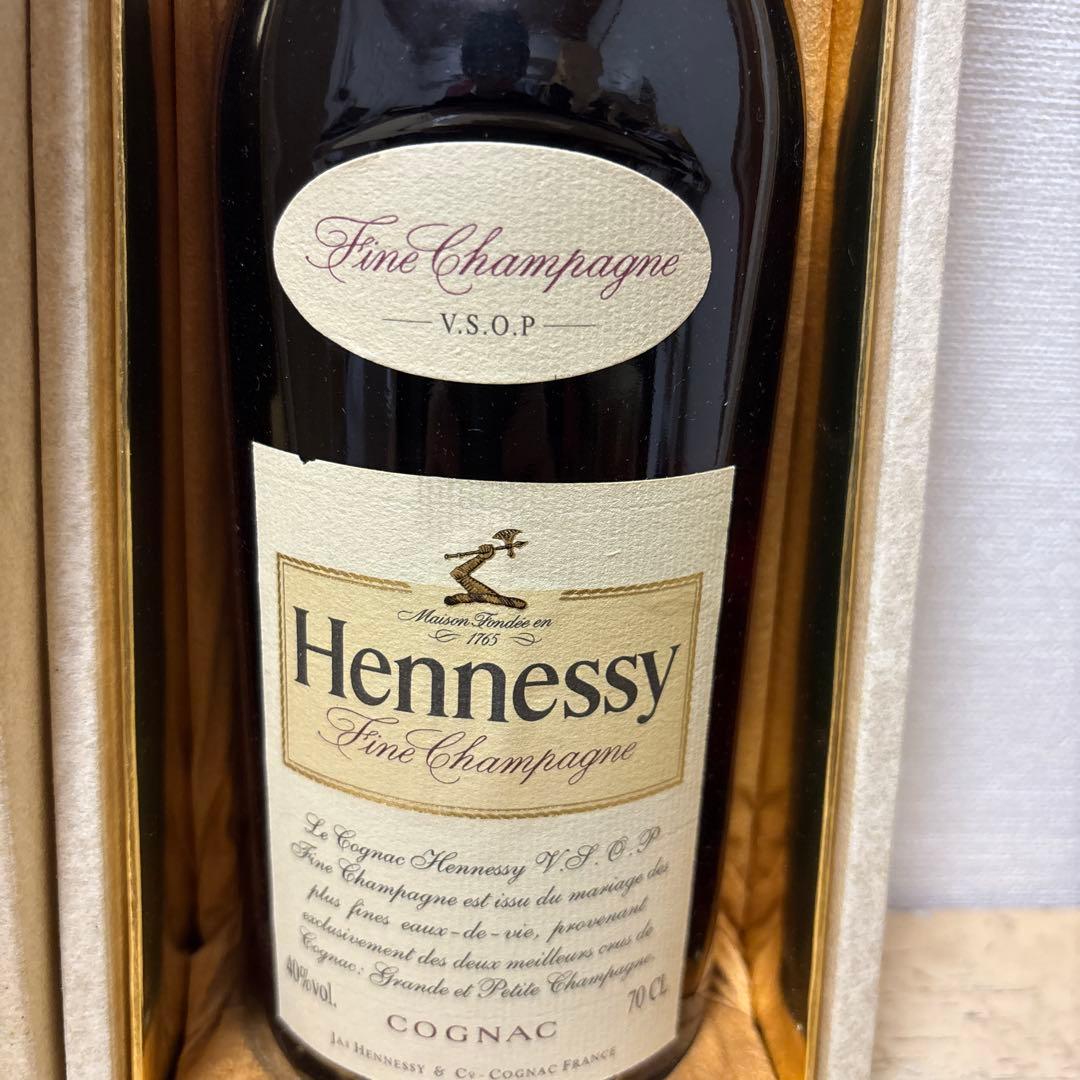 Fine Champagne
V.S.O.P
Maison Fondée en
1765
Hennessy
Fine Champagne
Le Cognac Hennessy V.S.O.P
Fine Champagne est issu du mariage des
plus fines eaux-de-vie, provenant
exclusivement des deux meilleurs crus de
Cognac: Grande et Petite Champagne.
40%vol.
70 CL
COGNAC
JAS HENNESSY & Co - COGNAC FRANCE